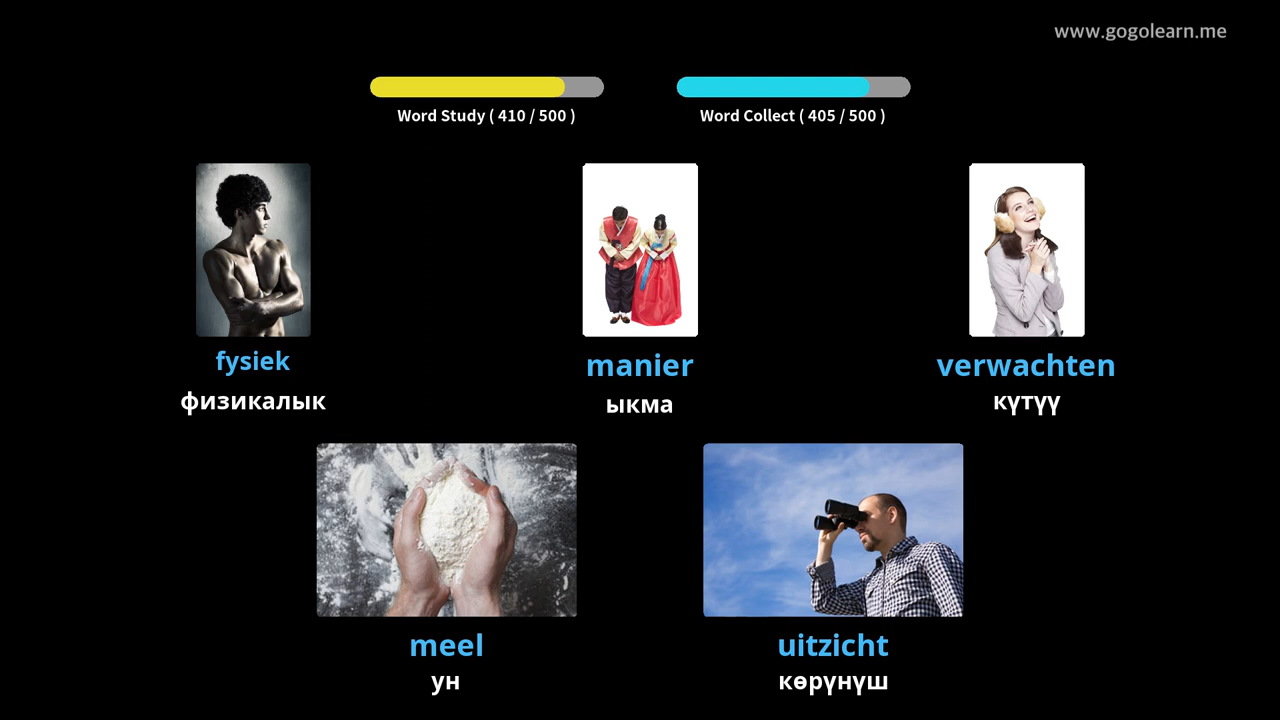 www.gogolearn.me
Word Study ( 410 / 500 )
Word Collect ( 405 / 500 )
fysiek
физикалык
manier
ыкма
verwachten
күтүү
meel
ун
uitzicht
көрүнүш